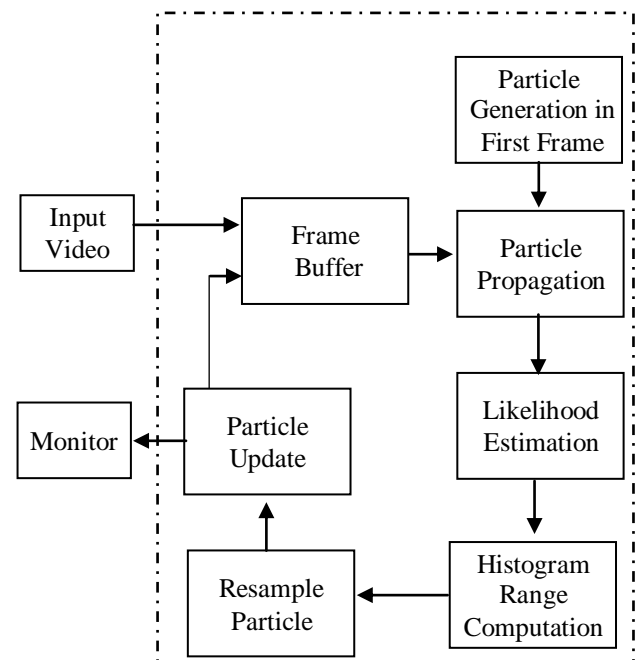 Particle
Generation in
First Frame
Input
Video
Frame
Buffer
Particle
Propagation
Monitor
Particle
Update
Likelihood
Estimation
Resample
Particle
Histogram
Range
Computation